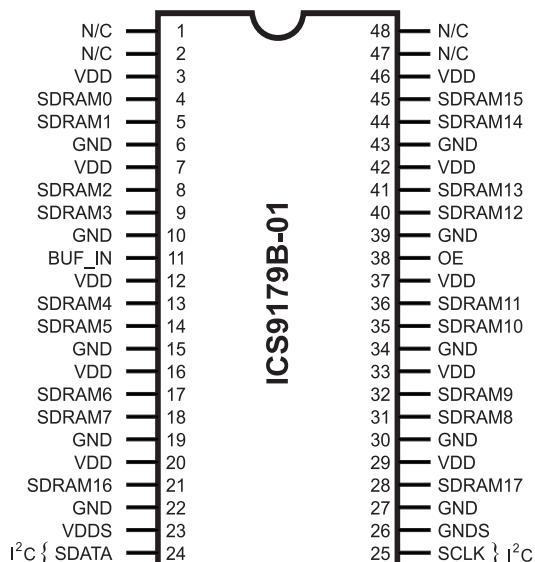 N/C 1 48 N/C
N/C 2 47 N/C
VDD 3 46 VDD
SDRAM0 4 45 SDRAM15
SDRAM1 5 44 SDRAM14
GND 6 43 GND
VDD 7 42 VDD
SDRAM2 8 41 SDRAM13
SDRAM3 9 40 SDRAM12
GND 10 39 GND
BUF_IN 11 38 OE
VDD 12 37 VDD
SDRAM4 13 36 SDRAM11
SDRAM5 14 35 SDRAM10
GND 15 34 GND
VDD 16 33 VDD
SDRAM6 17 32 SDRAM9
SDRAM7 18 31 SDRAM8
GND 19 30 GND
VDD 20 29 VDD
SDRAM16 21 28 SDRAM17
GND 22 27 GND
VDDS 23 26 GNDS
I²C { SDATA 24 25 SCLK } I²C
ICS9179B-01